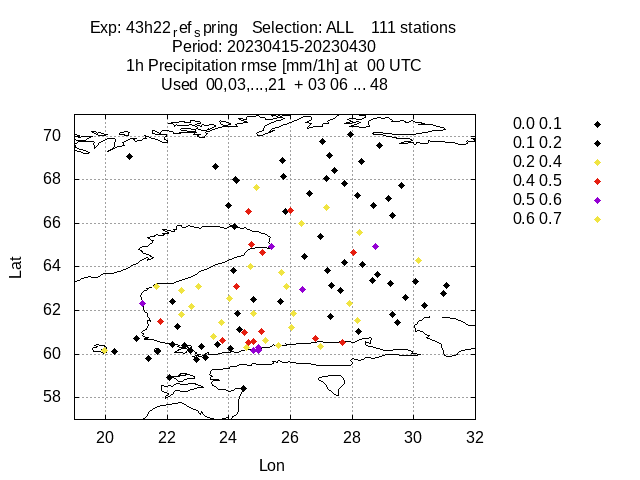 Exp: 43h22refspring Selection: ALL 111 stations
Period: 20230415-20230430
1h Precipitation rmse [mm/1h] at 00 UTC
Used 00,03,...,21 + 03 06 ... 48
70
68
66
64
62
60
58
20 22 24 26 28 30 32
Lat
Lon
0.0 0.1
0.1 0.2
0.2 0.4
0.4 0.5
0.5 0.6
0.6 0.7